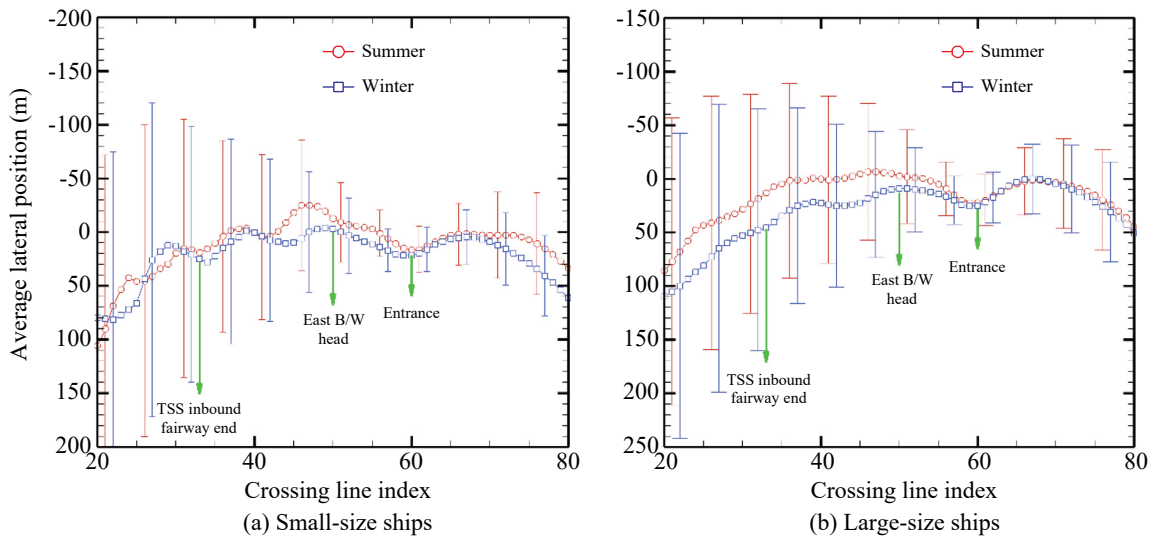 -200
-150
-100
-50
0
50
100
150
200
20
40
60
80
Average lateral position (m)
Crossing line index
Summer
Winter
TSS inbound
fairway end
East B/W
head
Entrance
(a) Small-size ships
-150
-100
-50
0
50
100
150
200
250
20
40
60
80
Crossing line index
Summer
Winter
TSS inbound
fairway end
East B/W
head
Entrance
(b) Large-size ships